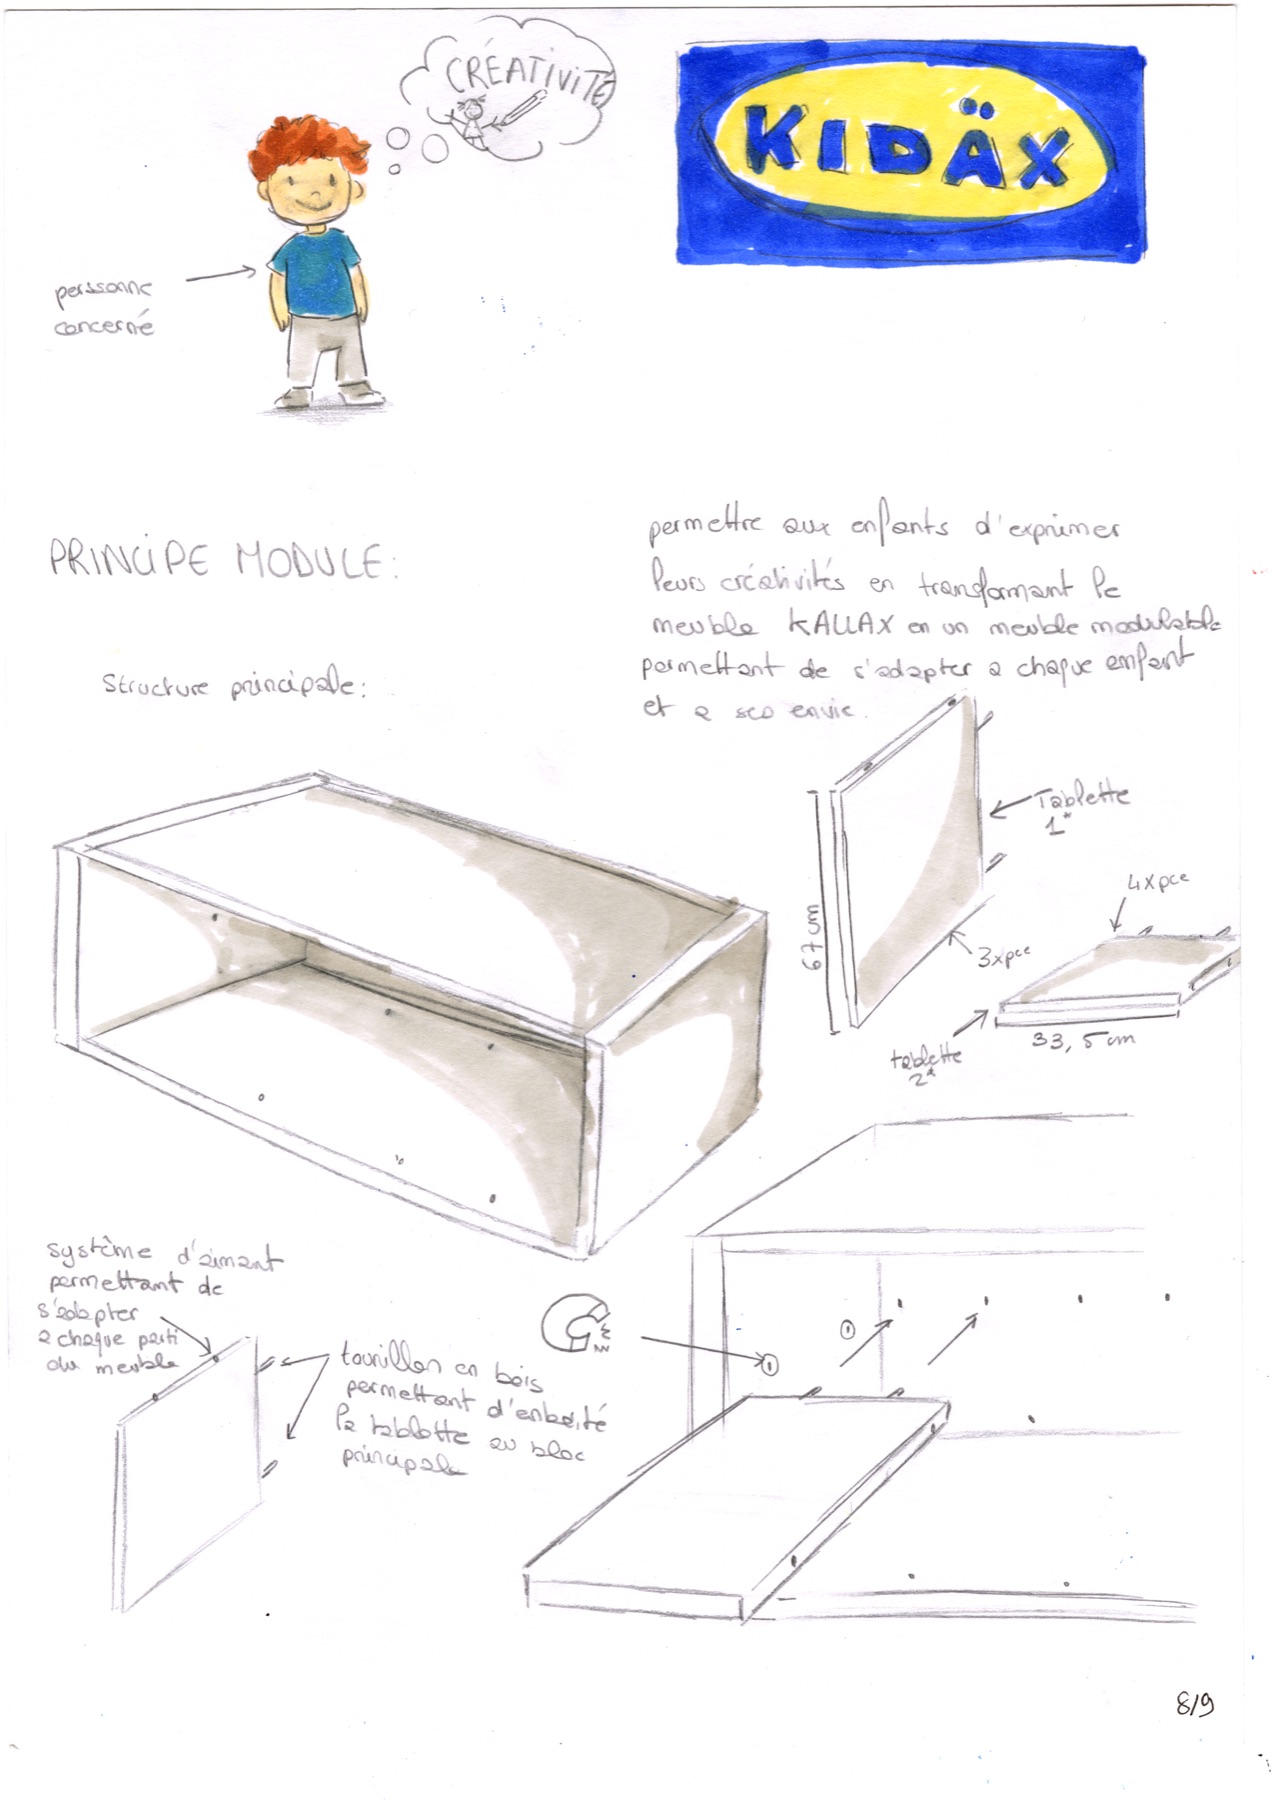 CRÉATIVITÉ
KIDÄX
perssonne
concerné
PRINCIPE MODULE:
permettre aux enfants d'exprimer
leurs créativités en transformant le
meuble KALLAX en un meuble modulable
permettant de s'adapter a chaque enfant
et a ses envie.
Structure principale:
Tablette
1*
67 cm
3xpce
4xpce
tablette
2*
33,5 cm
système d'aimant
permettant de
s'adapter
a chaque parti
du meuble
tourillon en bois
permettant d'enboité
la tablette au bloc
principale
8/9